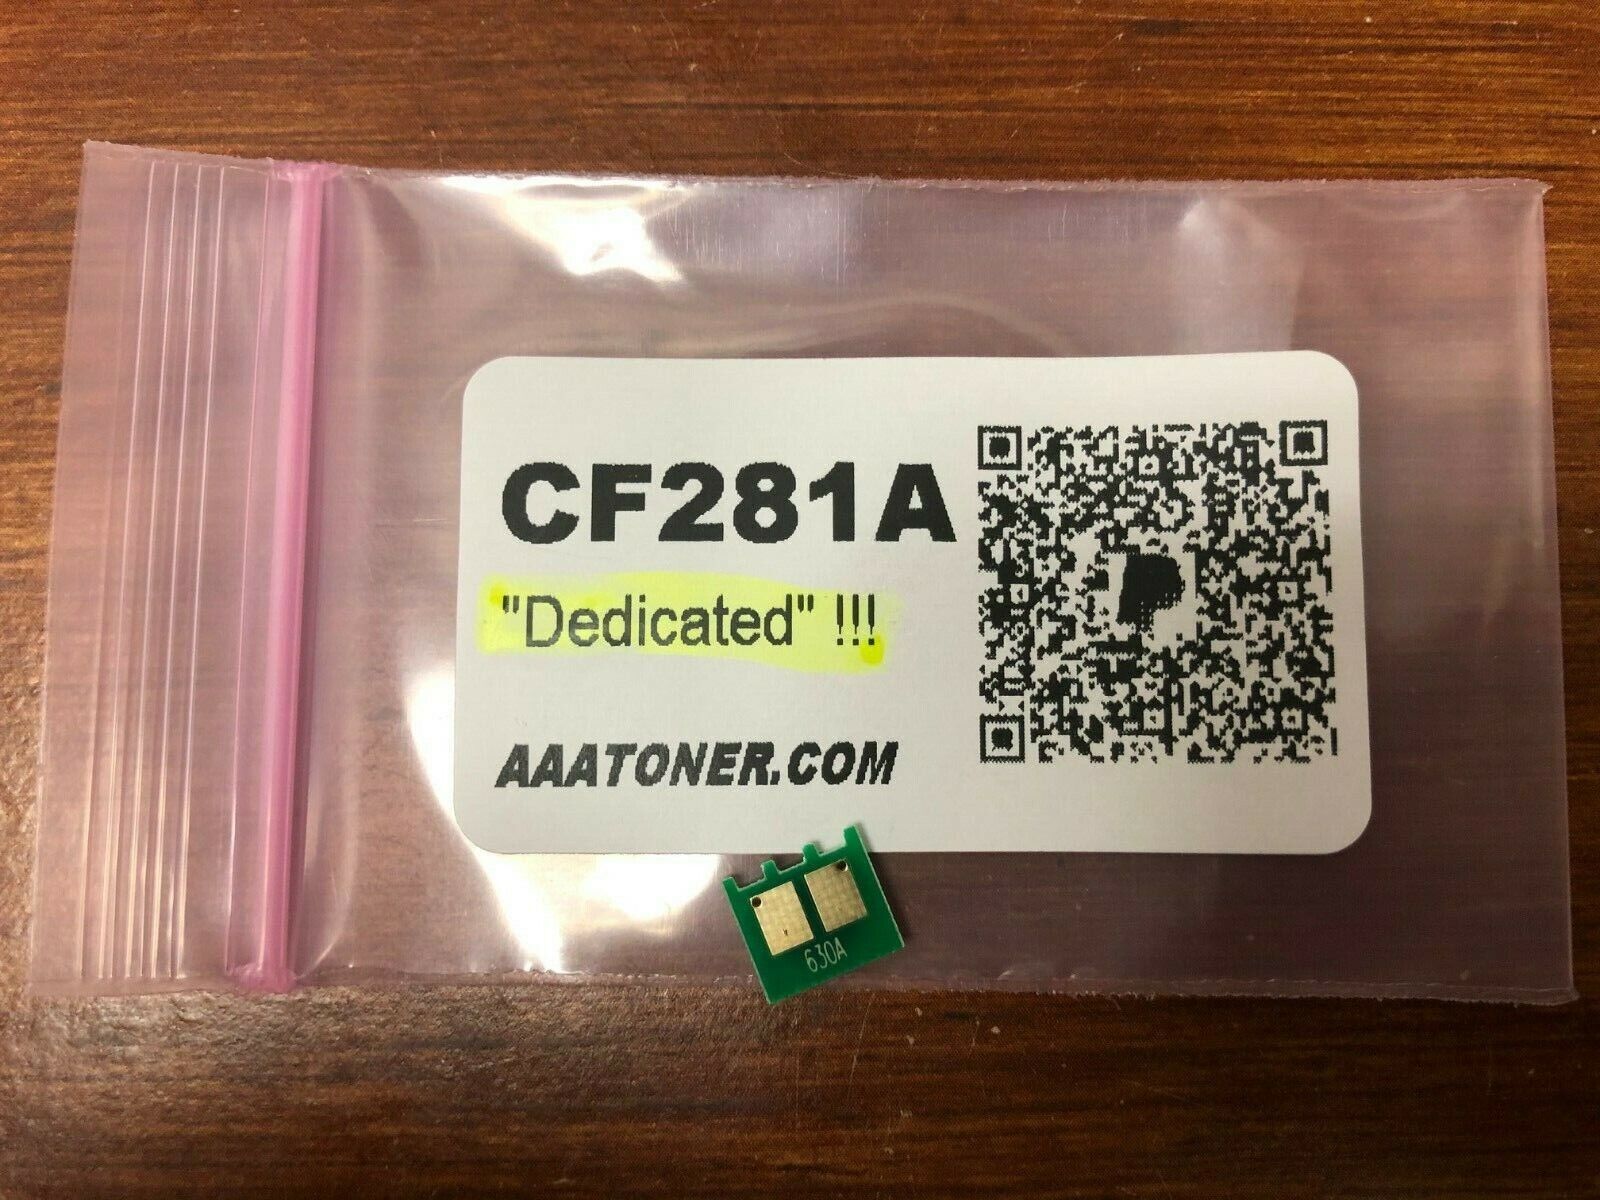 CF281A
"Dedicated" !!!
AAATONER.COM
630A